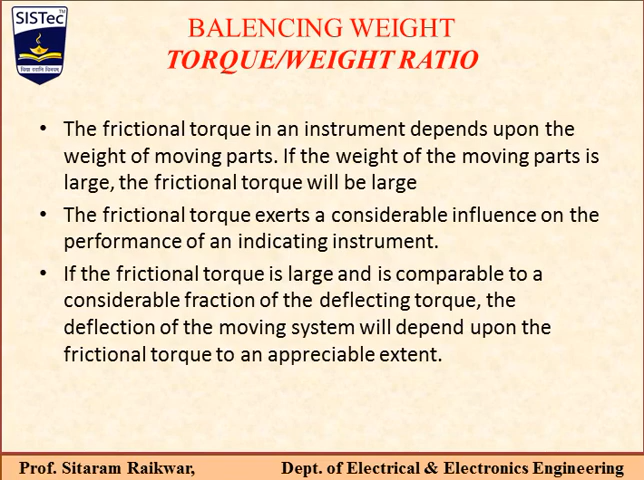 SISTec
TM
BALENCING WEIGHT
TORQUE/WEIGHT RATIO
• The frictional torque in an instrument depends upon the
weight of moving parts. If the weight of the moving parts is
large, the frictional torque will be large
• The frictional torque exerts a considerable influence on the
performance of an indicating instrument.
• If the frictional torque is large and is comparable to a
considerable fraction of the deflecting torque, the
deflection of the moving system will depend upon the
frictional torque to an appreciable extent.
Prof. Sitaram Raikwar, Dept. of Electrical & Electronics Engineering